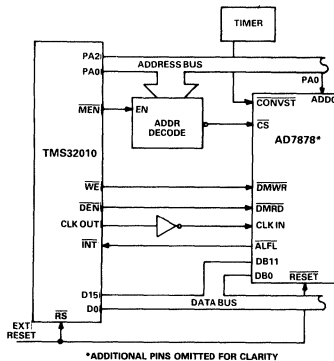 TIMER
PA2
ADDRESS BUS
PA0
PA0
ADD0
MEN
EN
ADDR
DECODE
CONVST
CS
AD7878*
TMS32010
WE
DMWR
DEN
DMRD
CLK OUT
CLK IN
INT
ALFL
DB11
DB0
RESET
D15
D0
DATA BUS
RS
EXT
RESET
*ADDITIONAL PINS OMITTED FOR CLARITY